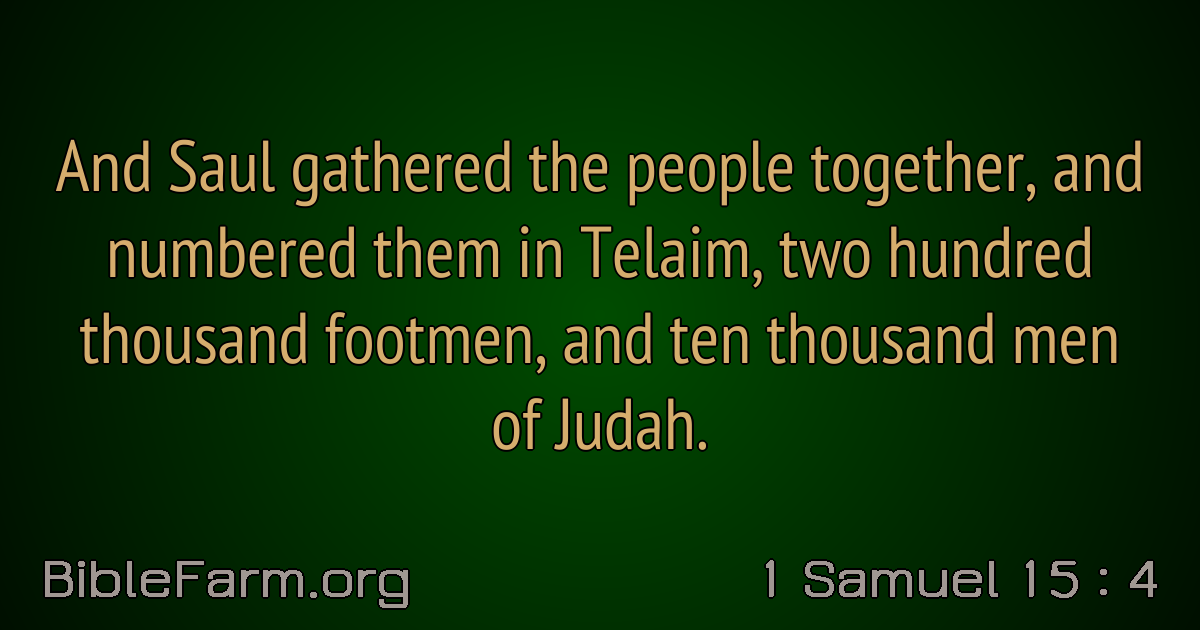 And Saul gathered the people together, and
numbered them in Telaim, two hundred
thousand footmen, and ten thousand men
of Judah.
BibleFarm.org
1 Samuel 15 : 4